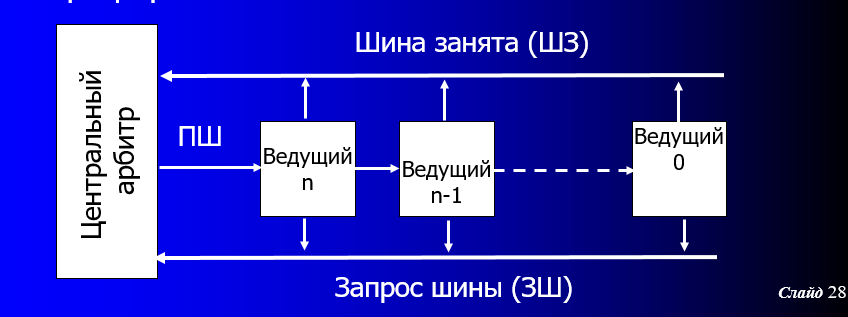 Шина занята (ШЗ)
Центральный
арбитр
ПШ
Ведущий
n
Ведущий
n-1
Ведущий
0
Запрос шины (ЗШ)
Слайд 28